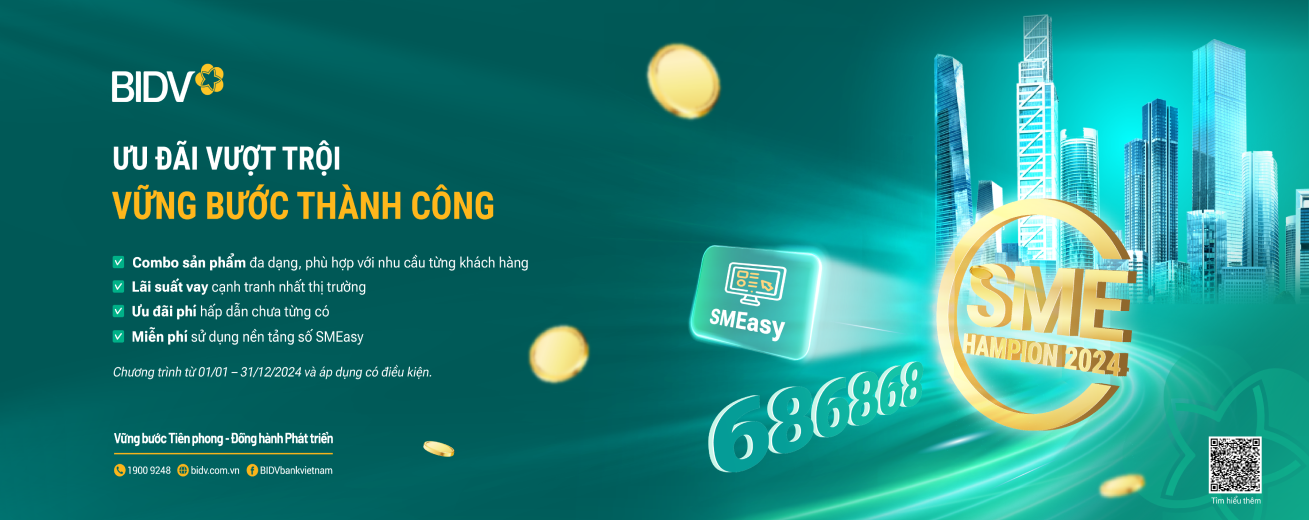 BIDV
ƯU ĐÃI VƯỢT TRỘI
VỮNG BƯỚC THÀNH CÔNG
Combo sản phẩm đa dạng, phù hợp với nhu cầu từng khách hàng
Lãi suất vay cạnh tranh nhất thị trường
Ưu đãi phí hấp dẫn chưa từng có
Miễn phí sử dụng nền tảng số SMEasy
Chương trình từ 01/01 – 31/12/2024 và áp dụng có điều kiện.
Vững bước Tiên phong - Đồng hành Phát triển
1900 9248 bidv.com.vn BIDVbankvietnam
SMEasy
686868
SME
HAMPION 2024
Tìm hiểu thêm